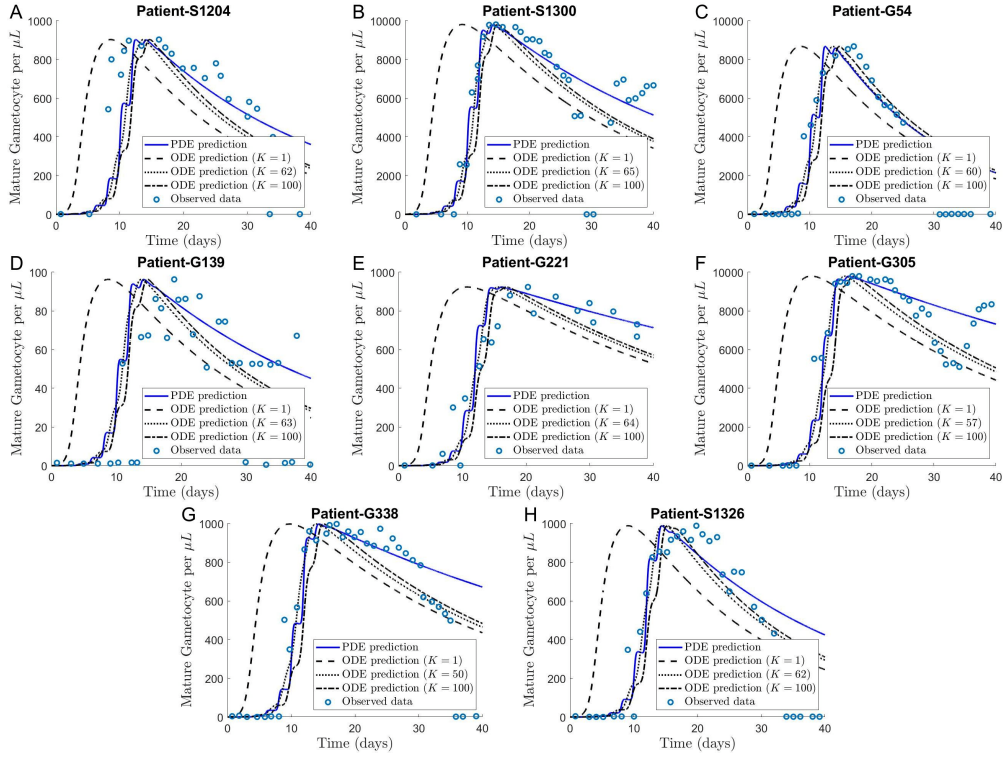 A
Patient-S1204
Mature Gametocyte per μL
10000
8000
6000
4000
2000
0
0 10 20 30 40
Time (days)
PDE prediction
ODE prediction (K = 1)
ODE prediction (K = 62)
ODE prediction (K = 100)
Observed data
B
Patient-S1300
Mature Gametocyte per μL
10000
8000
6000
4000
2000
0
0 10 20 30 40
Time (days)
PDE prediction
ODE prediction (K = 1)
ODE prediction (K = 65)
ODE prediction (K = 100)
Observed data
C
Patient-G54
Mature Gametocyte per μL
10000
8000
6000
4000
2000
0
0 10 20 30 40
Time (days)
PDE prediction
ODE prediction (K = 1)
ODE prediction (K = 60)
ODE prediction (K = 100)
Observed data
D
Patient-G139
Mature Gametocyte per μL
100
80
60
40
20
0
0 10 20 30 40
Time (days)
PDE prediction
ODE prediction (K = 1)
ODE prediction (K = 63)
ODE prediction (K = 100)
Observed data
E
Patient-G221
Mature Gametocyte per μL
1000
800
600
400
200
0
0 10 20 30 40
Time (days)
PDE prediction
ODE prediction (K = 1)
ODE prediction (K = 64)
ODE prediction (K = 100)
Observed data
F
Patient-G305
Mature Gametocyte per μL
10000
8000
6000
4000
2000
0
0 10 20 30 40
Time (days)
PDE prediction
ODE prediction (K = 1)
ODE prediction (K = 57)
ODE prediction (K = 100)
Observed data
G
Patient-G338
Mature Gametocyte per μL
1000
800
600
400
200
0
0 10 20 30 40
Time (days)
PDE prediction
ODE prediction (K = 1)
ODE prediction (K = 50)
ODE prediction (K = 100)
Observed data
H
Patient-S1326
Mature Gametocyte per μL
1000
800
600
400
200
0
0 10 20 30 40
Time (days)
PDE prediction
ODE prediction (K = 1)
ODE prediction (K = 62)
ODE prediction (K = 100)
Observed data